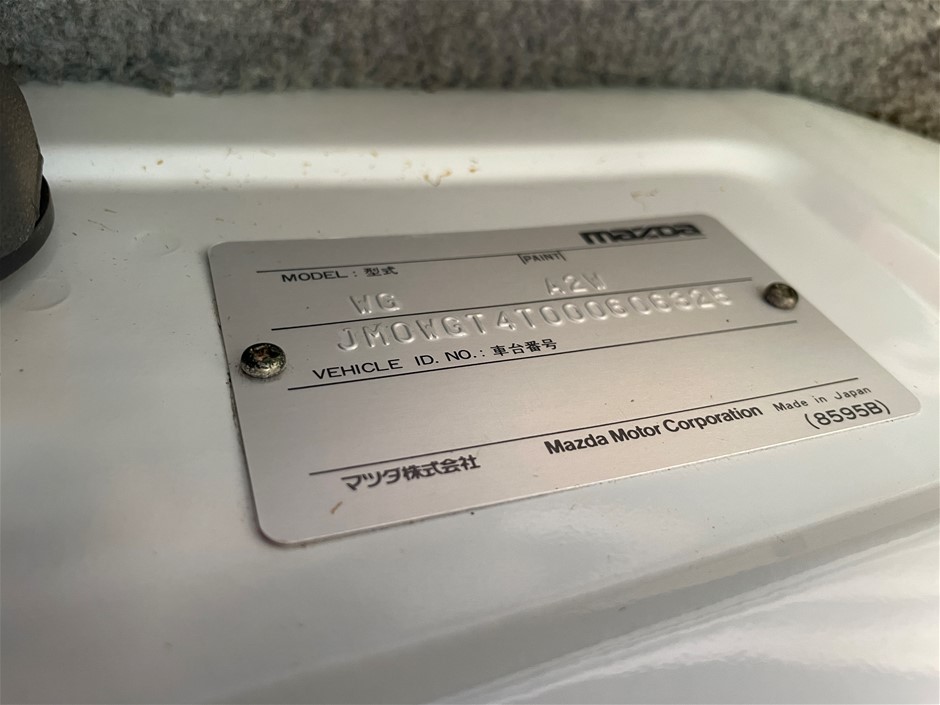 mazda
MODEL : 型式 PAINT
WG A2W
VEHICLE ID. NO. : 車台番号
Mazda Motor Corporation Made in Japan
マツダ株式会社 (8595B)